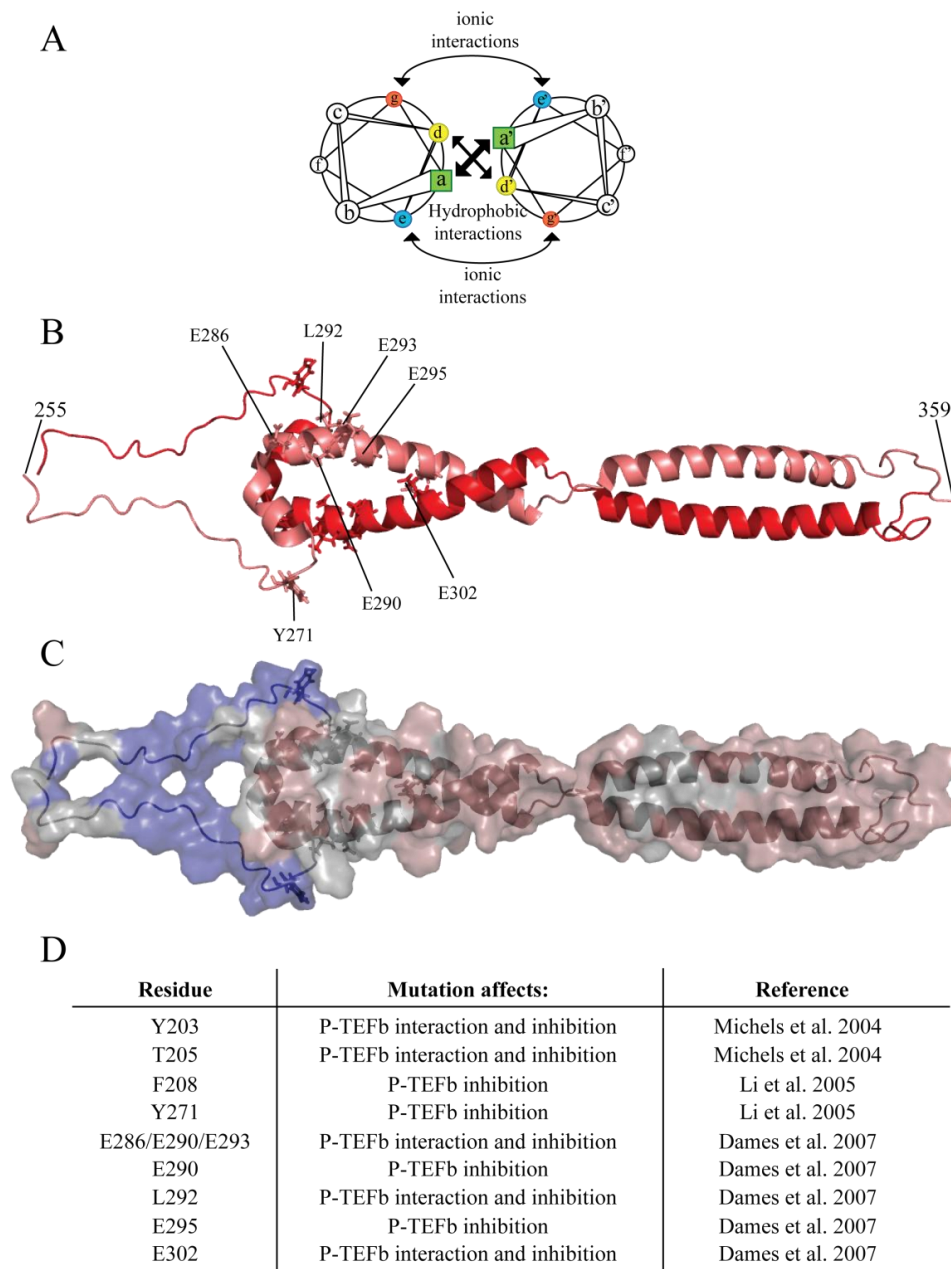 A
ionic
interactions
g e'
c b'
d a'
f f'
a d'
b c'
Hydrophobic
interactions
e g
ionic
interactions
B
L292
E286
E293
E295
255
359
E290
E302
Y271
C
D
Residue Mutation affects: Reference
Y203 P-TEFb interaction and inhibition Michels et al. 2004
T205 P-TEFb interaction and inhibition Michels et al. 2004
F208 P-TEFb inhibition Li et al. 2005
Y271 P-TEFb inhibition Li et al. 2005
E286/E290/E293 P-TEFb interaction and inhibition Dames et al. 2007
E290 P-TEFb inhibition Dames et al. 2007
L292 P-TEFb interaction and inhibition Dames et al. 2007
E295 P-TEFb inhibition Dames et al. 2007
E302 P-TEFb interaction and inhibition Dames et al. 2007